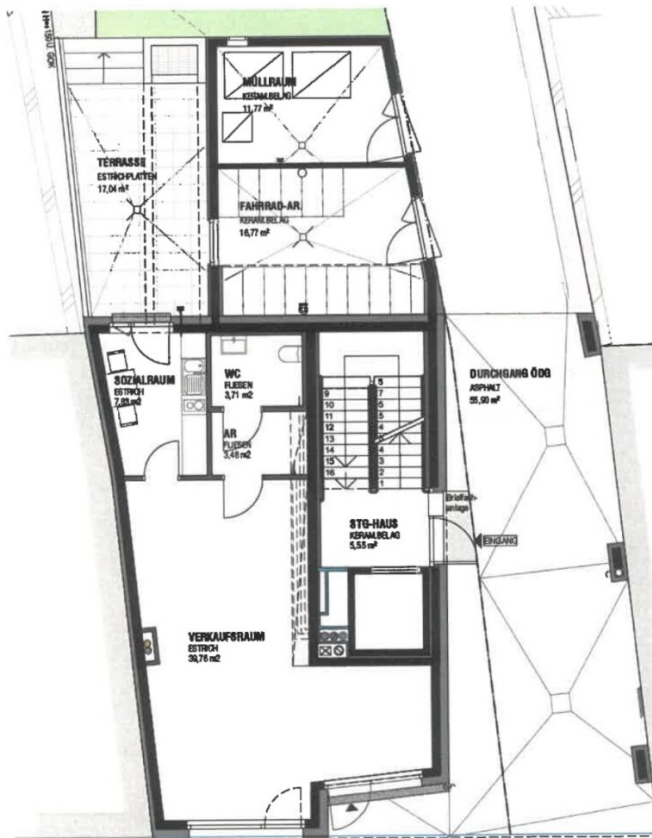 MÜLLRAUM
KERAM.BELAG
11,77 m²
TERRASSE
ESTRICHPLATTEN
17,04 m²
FAHRRAD-AR.
KERAM.BELAG
16,77 m²
SOZIALRAUM
ESTRICH
7,83 m2
WC
FLIESEN
3,71 m2
AR
FLIESEN
3,48 m2
DURCHGANG ÖDG
ASPHALT
55,90 m²
9
10
11
12
13
14
15
16
8
7
6
5
4
3
2
1
STG-HAUS
KERAM.BELAG
5,55 m²
EINGANG
VERKAUFSRAUM
ESTRICH
39,76 m2